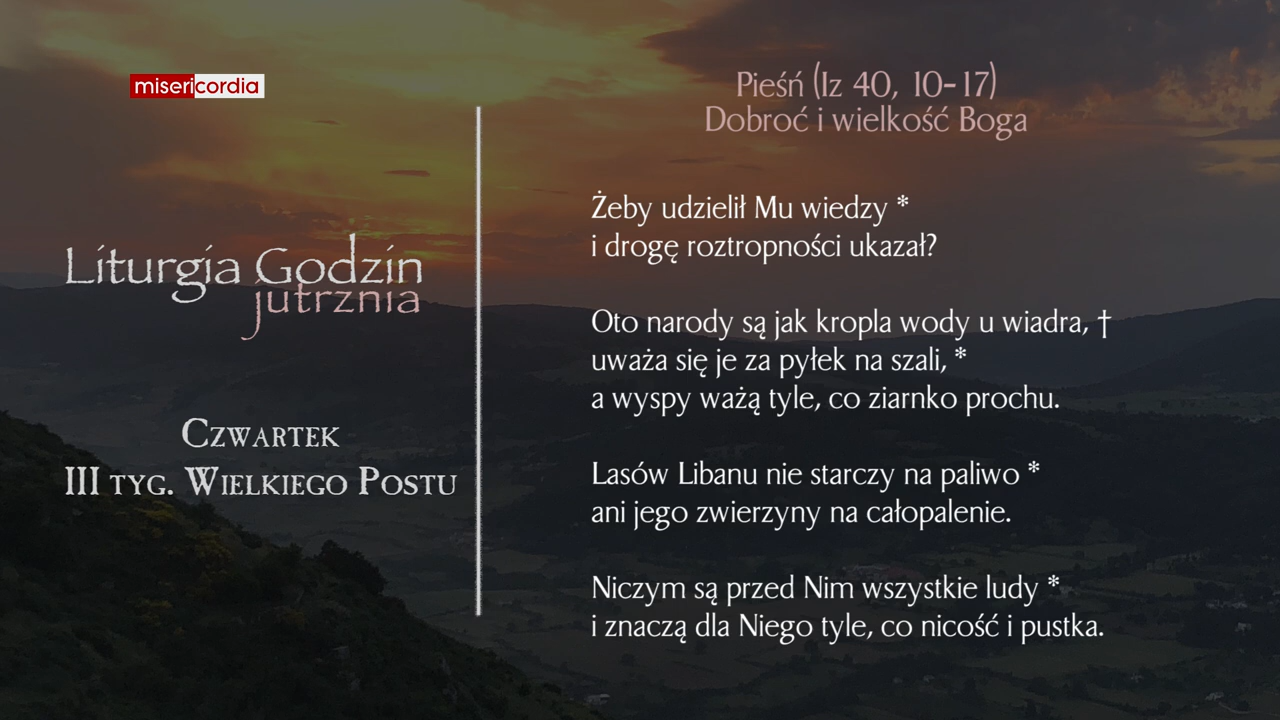 misericordia
Liturgia Godzin
jutrznia
Czwartek
III tyg. Wielkiego Postu
Pieśń (Iz 40, 10-17)
Dobroć i wielkość Boga
Żeby udzielił Mu wiedzy *
i drogę roztropności ukazał?
Oto narody są jak kropla wody u wiadra, †
uważa się je za pyłek na szali, *
a wyspy ważą tyle, co ziarnko prochu.
Lasów Libanu nie starczy na paliwo *
ani jego zwierzyny na całopalenie.
Niczym są przed Nim wszystkie ludy *
i znaczą dla Niego tyle, co nicość i pustka.